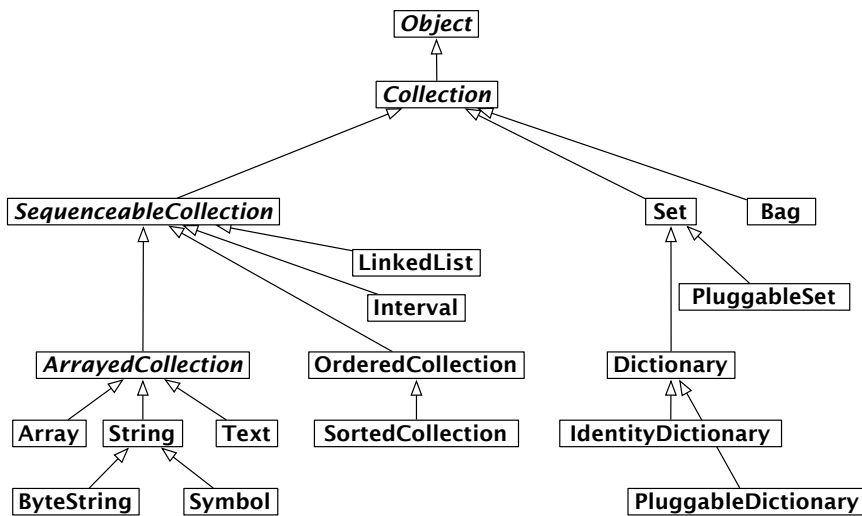 Object
Collection
SequenceableCollection
Set
Bag
LinkedList
PluggableSet
Interval
ArrayedCollection
OrderedCollection
Dictionary
Array
String
Text
SortedCollection
IdentityDictionary
ByteString
Symbol
PluggableDictionary